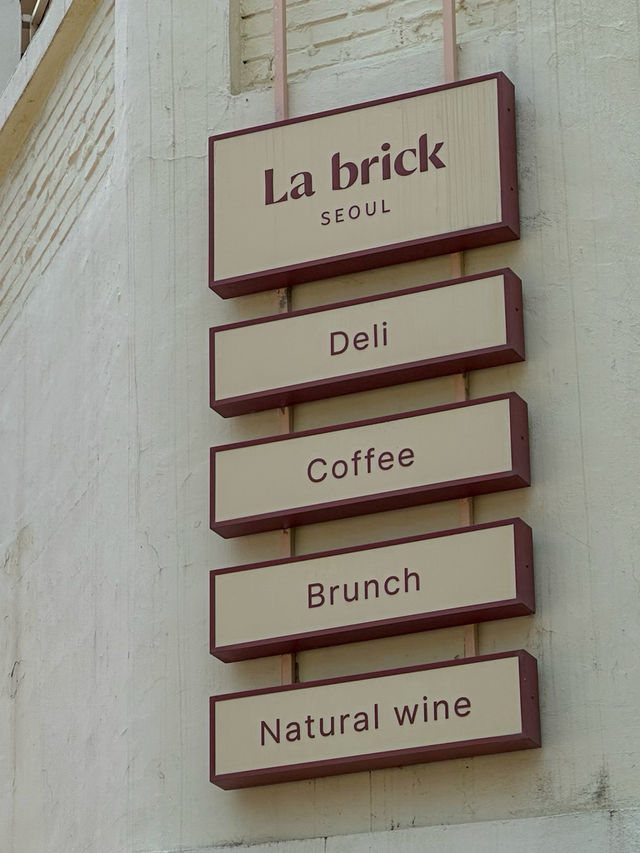 La brick
SEOUL
Deli
Coffee
Brunch
Natural wine